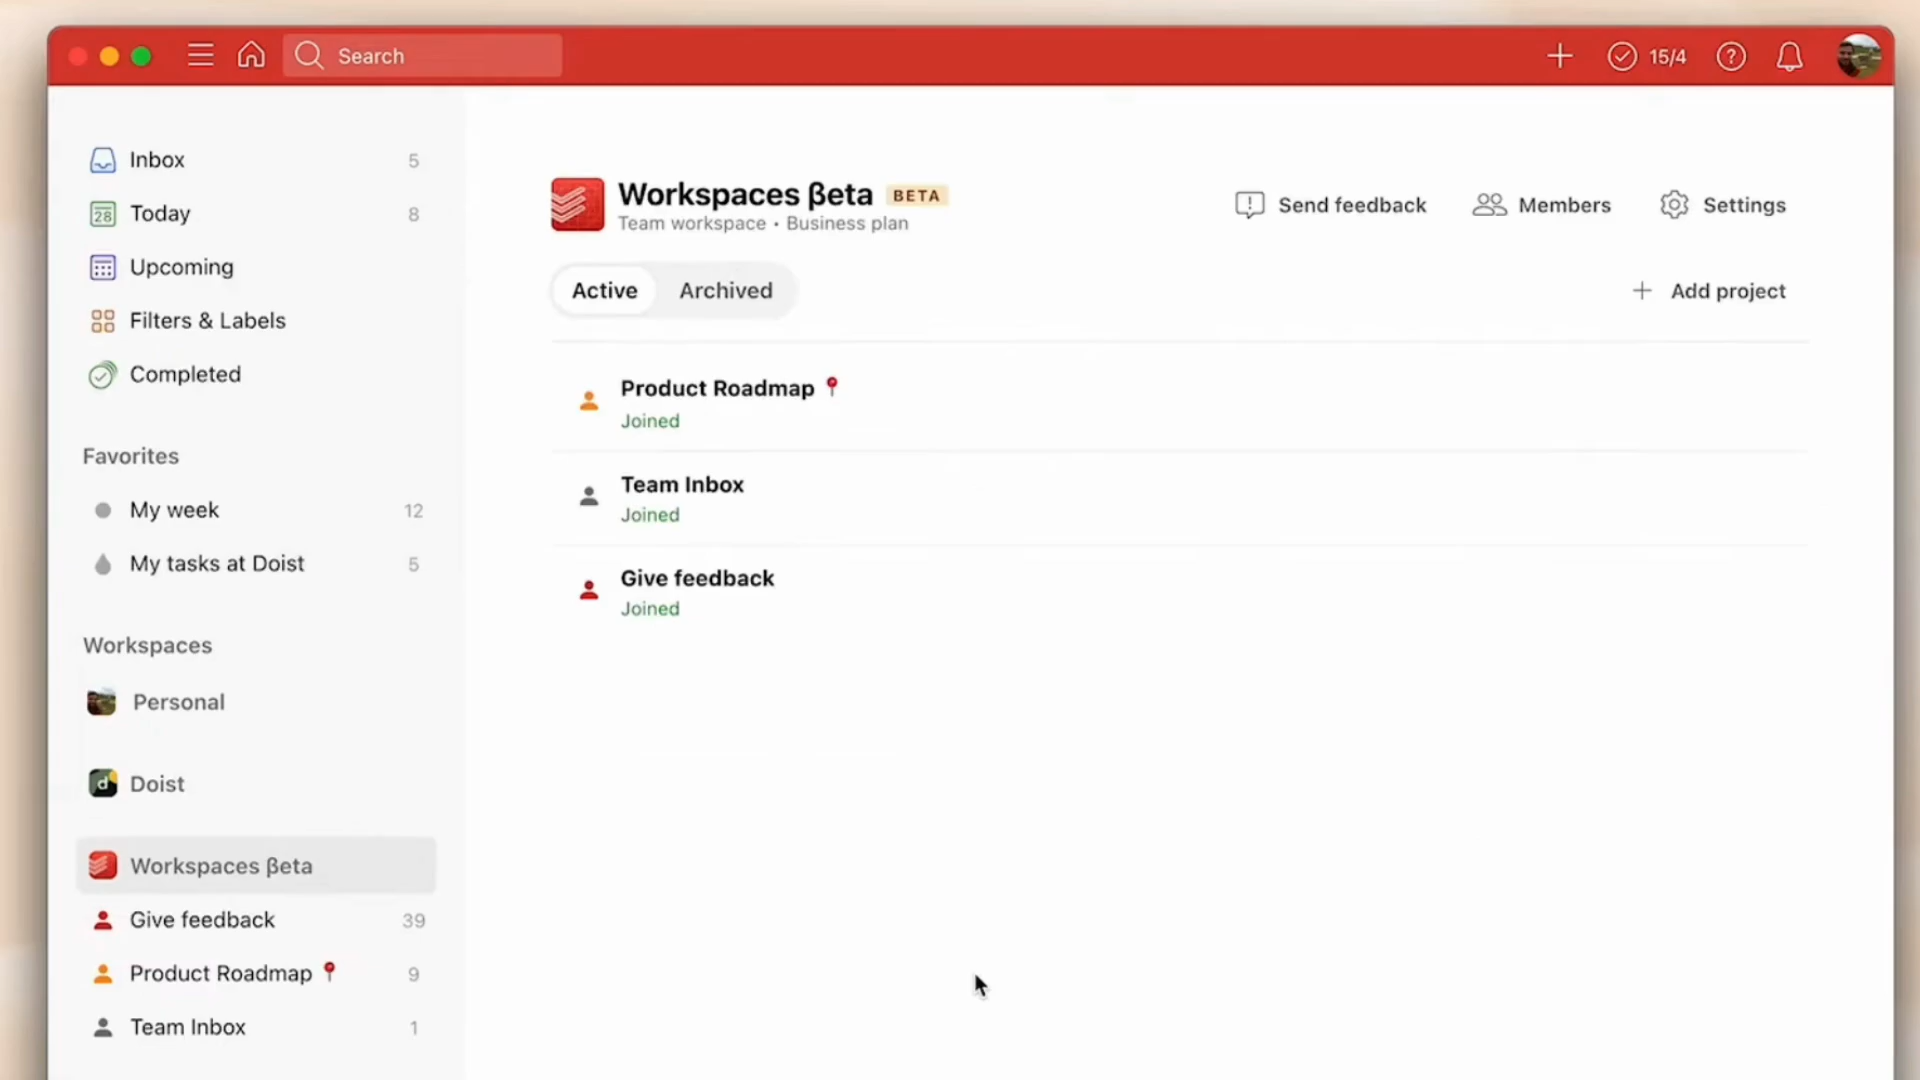 Search
15/4
Inbox 5
28 Today 8
Upcoming
Filters & Labels
Completed
Favorites
My week 12
My tasks at Doist 5
Workspaces
Personal
d Doist
Workspaces βeta
Give feedback 39
Product Roadmap 9
Team Inbox 1
Workspaces βeta BETA
Team workspace • Business plan
Send feedback
Members
Settings
Active
Archived
+ Add project
Product Roadmap
Joined
Team Inbox
Joined
Give feedback
Joined